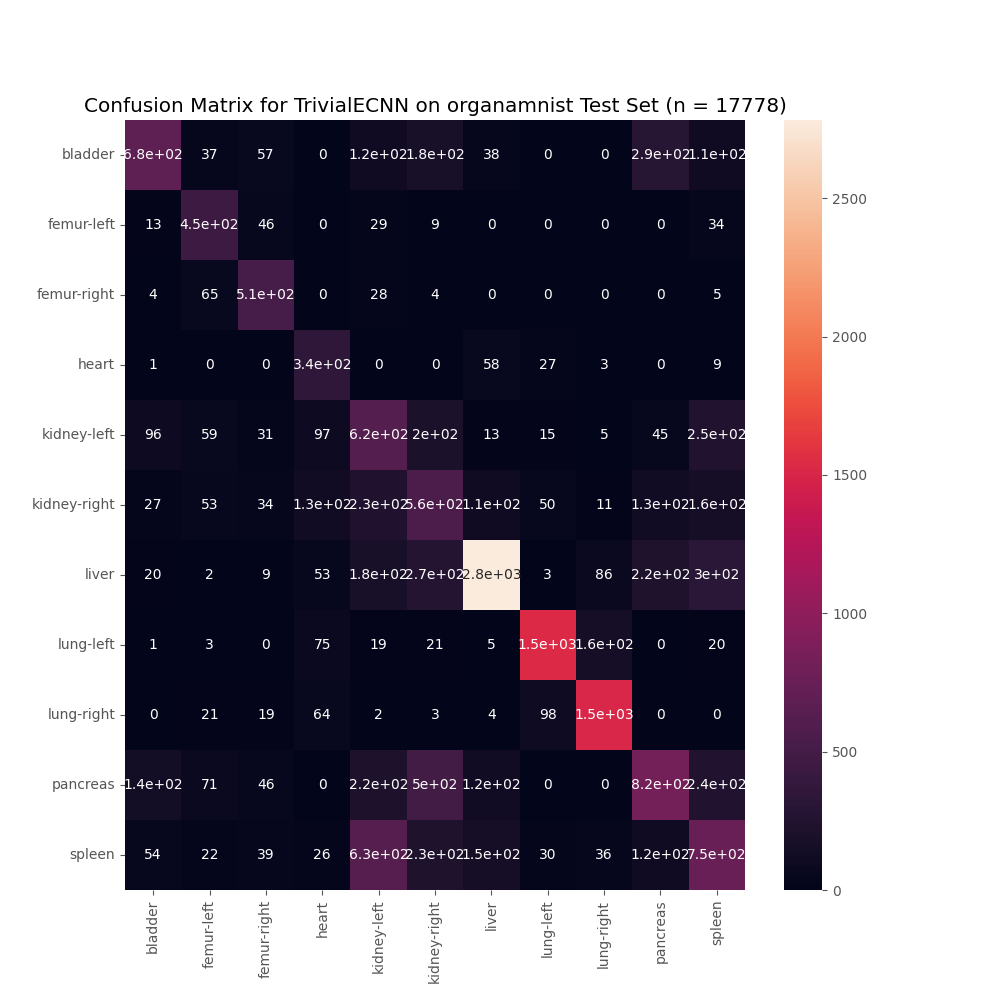 Confusion Matrix for TrivialECNN on organamnist Test Set (n = 17778)
bladder 6.8e+02 37 57 0 1.2e+02 1.8e+02 38 0 0 2.9e+02 1.1e+02
2500
femur-left 13 4.5e+02 46 0 29 9 0 0 0 0 34
femur-right 4 65 5.1e+02 0 28 4 0 0 0 0 5
2000
heart 1 0 0 3.4e+02 0 0 58 27 3 0 9
kidney-left 96 59 31 97 6.2e+02 2e+02 13 15 5 45 2.5e+02
1500
kidney-right 27 53 34 1.3e+02 2.3e+02 5.6e+02 1.1e+02 50 11 1.3e+02 1.6e+02
liver 20 2 9 53 1.8e+02 2.7e+02 2.8e+03 3 86 2.2e+02 3e+02
1000
lung-left 1 3 0 75 19 21 5 1.5e+03 1.6e+02 0 20
lung-right 0 21 19 64 2 3 4 98 1.5e+03 0 0
500
pancreas 1.4e+02 71 46 0 2.2e+02 5e+02 1.2e+02 0 0 8.2e+02 2.4e+02
spleen 54 22 39 26 6.3e+02 2.3e+02 1.5e+02 30 36 1.2e+02 7.5e+02
0
bladder femur-left femur-right heart kidney-left kidney-right liver lung-left lung-right pancreas spleen